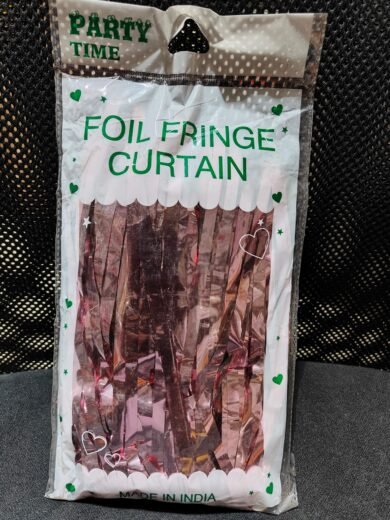 PARTY
TIME
FOIL FRINGE
CURTAIN
MADE IN INDIA